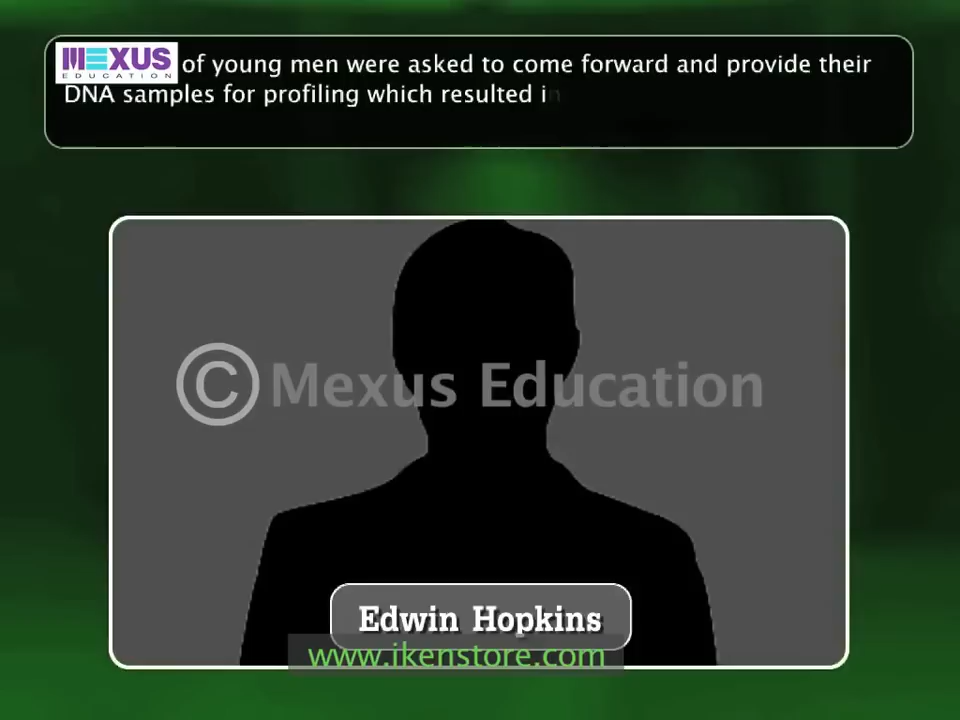 MEXUS
EDUCATION
of young men were asked to come forward and provide their
DNA samples for profiling which resulted in
© Mexus Education
Edwin Hopkins
www.ikenstore.com